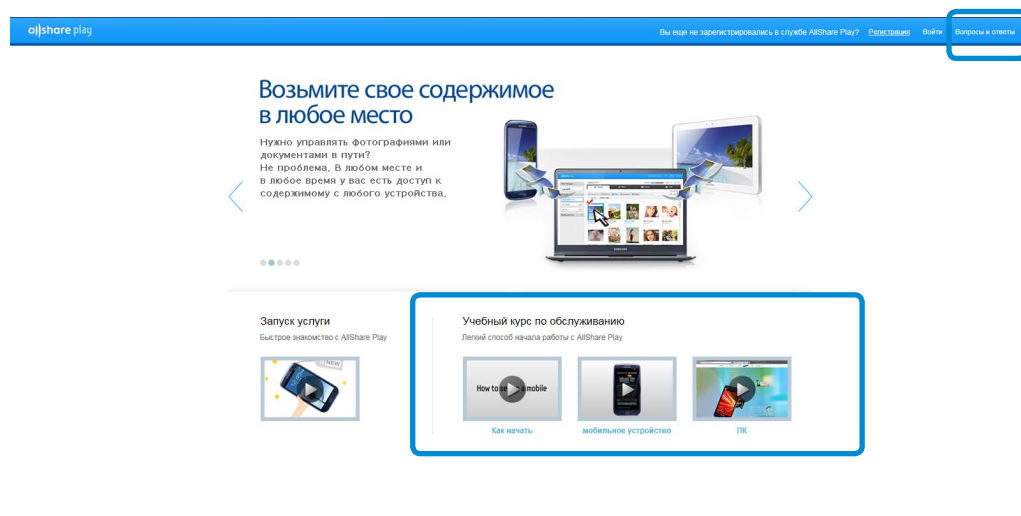 allshare play
Вы еще не зарегистрировались в службе AllShare Play? Регистрация Войти Вопросы и ответы
Возьмите свое содержимое
в любое место
Нужно управлять фотографиями или
документами в пути?
Не проблема. В любом месте и
в любое время у вас есть доступ к
содержимому с любого устройства.
SAMSUNG
Запуск услуги
Быстрое знакомство с AllShare Play
Учебный курс по обслуживанию
Легкий способ начала работы с AllShare Play
NEW
How to mobile
Как начать
мобильное устройство
ПК